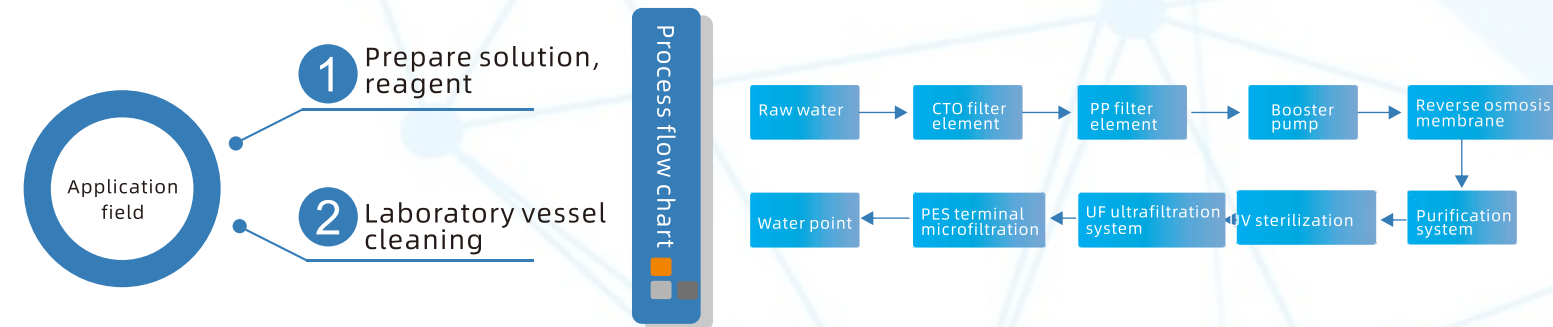 Application
field
1
Prepare solution,
reagent
2
Laboratory vessel
cleaning
Process flow chart
Raw water
CTO filter
element
PP filter
element
Booster
pump
Reverse osmosis
membrane
Purification
system
UV sterilization
UF ultrafiltration
system
PES terminal
microfiltration
Water point